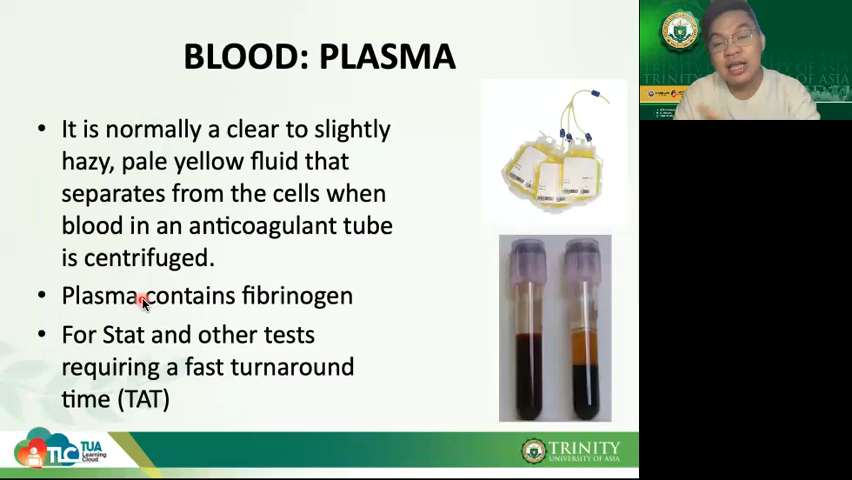 BLOOD: PLASMA
• It is normally a clear to slightly
hazy, pale yellow fluid that
separates from the cells when
blood in an anticoagulant tube
is centrifuged.
• Plasma contains fibrinogen
• For Stat and other tests
requiring a fast turnaround
time (TAT)
TLC
TUA
Learning
Cloud
TRINITY
UNIVERSITY OF ASIA